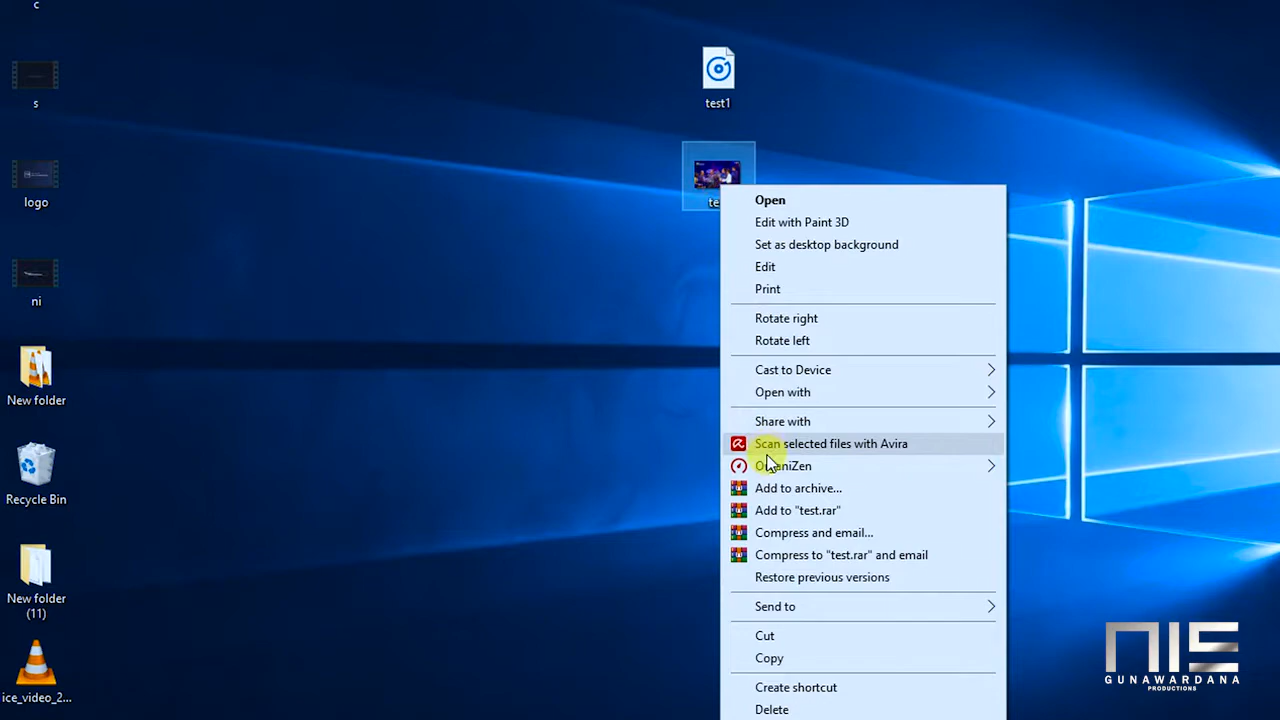 c
s
logo
ni
New folder
Recycle Bin
New folder
(11)
ice_video_2...
test1
te
Open
Edit with Paint 3D
Set as desktop background
Edit
Print
Rotate right
Rotate left
Cast to Device
Open with
Share with
Scan selected files with Avira
OrganiZen
Add to archive...
Add to "test.rar"
Compress and email...
Compress to "test.rar" and email
Restore previous versions
Send to
Cut
Copy
Create shortcut
Delete
GUNAWARDANA
PRODUCTIONS